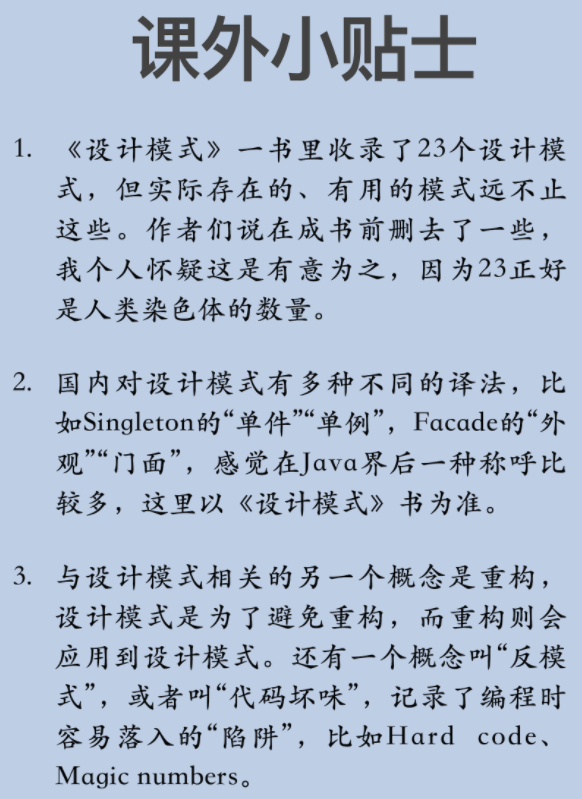 课外小贴士
1. 《设计模式》一书里收录了23个设计模
式，但实际存在的、有用的模式远不止
这些。作者们说在成书前删去了一些，
我个人怀疑这是有意为之，因为23正好
是人类染色体的数量。
2. 国内对设计模式有多种不同的译法，比
如Singleton的“单件”“单例”，Facade的“外
观”“门面”，感觉在Java界后一种称呼比
较多，这里以《设计模式》书为准。
3. 与设计模式相关的另一个概念是重构，
设计模式是为了避免重构，而重构则会
应用到设计模式。还有一个概念叫“反模
式”，或者叫“代码坏味”，记录了编程时
容易落入的“陷阱”，比如Hard code、
Magic numbers。